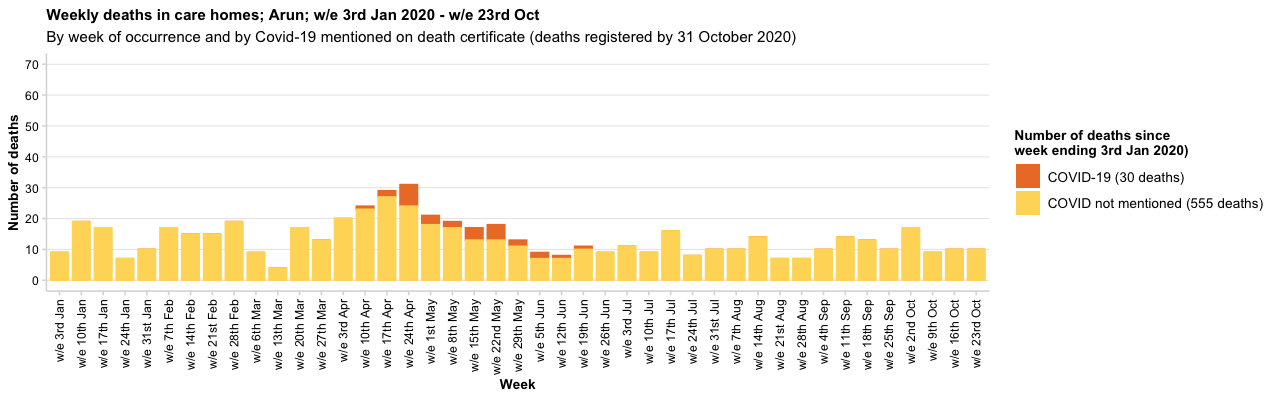 Weekly deaths in care homes; Arun; w/e 3rd Jan 2020 - w/e 23rd Oct
By week of occurrence and by Covid-19 mentioned on death certificate (deaths registered by 31 October 2020)
Number of deaths
70
60
50
40
30
20
10
0
w/e 3rd Jan
w/e 10th Jan
w/e 17th Jan
w/e 24th Jan
w/e 31st Jan
w/e 7th Feb
w/e 14th Feb
w/e 21st Feb
w/e 28th Feb
w/e 6th Mar
w/e 13th Mar
w/e 20th Mar
w/e 27th Mar
w/e 3rd Apr
w/e 10th Apr
w/e 17th Apr
w/e 24th Apr
w/e 1st May
w/e 8th May
w/e 15th May
w/e 22nd May
w/e 29th May
w/e 5th Jun
w/e 12th Jun
w/e 19th Jun
w/e 26th Jun
w/e 3rd Jul
w/e 10th Jul
w/e 17th Jul
w/e 24th Jul
w/e 31st Jul
w/e 7th Aug
w/e 14th Aug
w/e 21st Aug
w/e 28th Aug
w/e 4th Sep
w/e 11th Sep
w/e 18th Sep
w/e 25th Sep
w/e 2nd Oct
w/e 9th Oct
w/e 16th Oct
w/e 23rd Oct
Week
Number of deaths since
week ending 3rd Jan 2020)
COVID-19 (30 deaths)
COVID not mentioned (555 deaths)